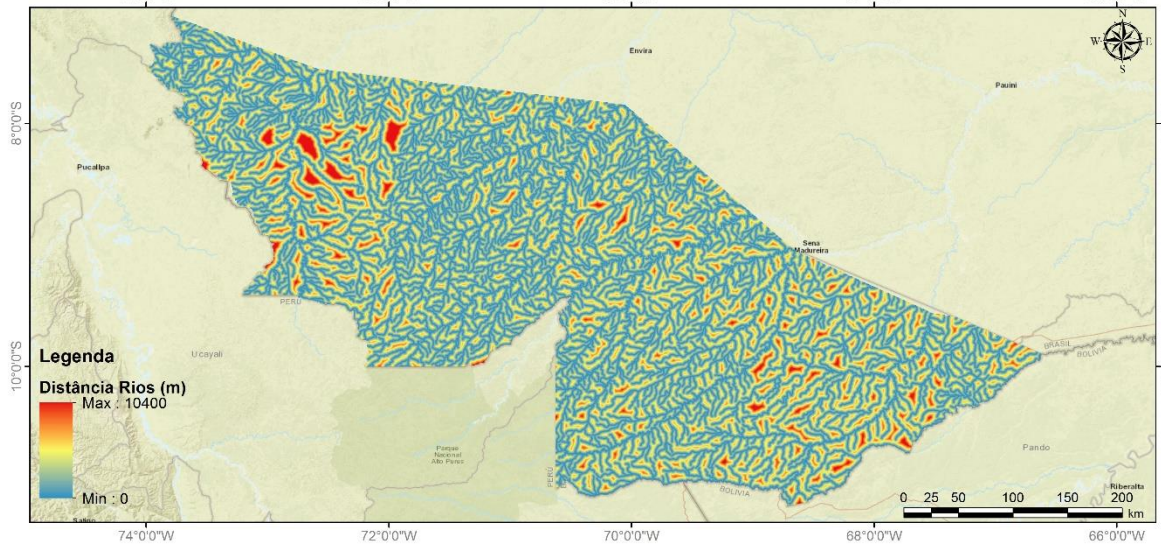 N
W E
S
Envira
Pauini
8°0'0"S
Pucallpa
Sena
Madureira
PERU
Ucayali
BRASIL
BOLIVIA
10°0'0"S
Legenda
Distância Rios (m)
Max : 10400
Min : 0
Parque
Nacional
Alto Purus
PERU
Pando
BOLIVIA
Riberalta
0 25 50 100 150 200
km
74°0'0"W 72°0'0"W 70°0'0"W 68°0'0"W 66°0'0"W